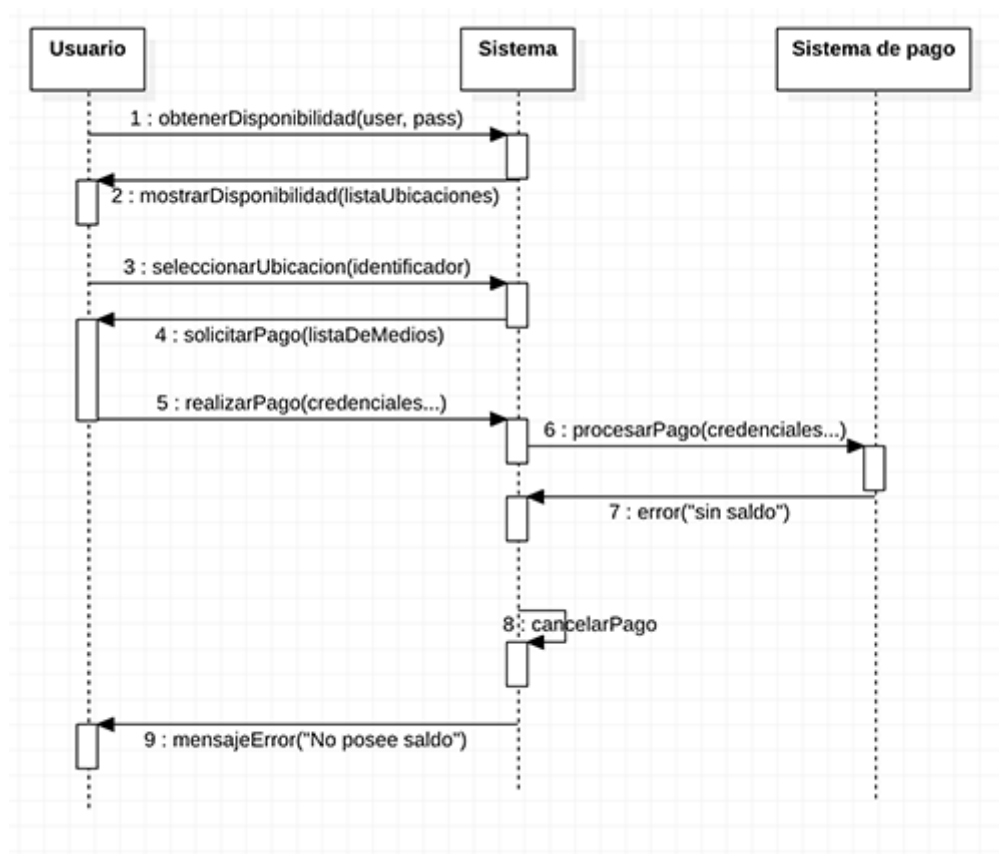 Usuario
Sistema
Sistema de pago
1 : obtenerDisponibilidad(user, pass)
2 : mostrarDisponibilidad(listaUbicaciones)
3 : seleccionarUbicacion(identificador)
4 : solicitarPago(listaDeMedios)
5 : realizarPago(credenciales...)
6 : procesarPago(credenciales...)
7 : error("sin saldo")
8 : cancelarPago
9 : mensajeError("No posee saldo")